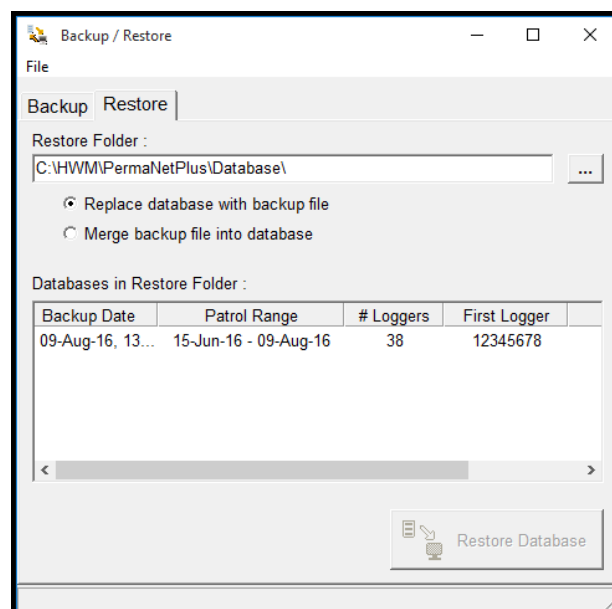 Backup / Restore
File
Backup Restore
Restore Folder :
C:\HWM\PermaNetPlus\Database\ ...
Replace database with backup file
Merge backup file into database
Databases in Restore Folder :
Backup Date Patrol Range # Loggers First Logger
09-Aug-16, 13... 15-Jun-16 - 09-Aug-16 38 12345678
Restore Database